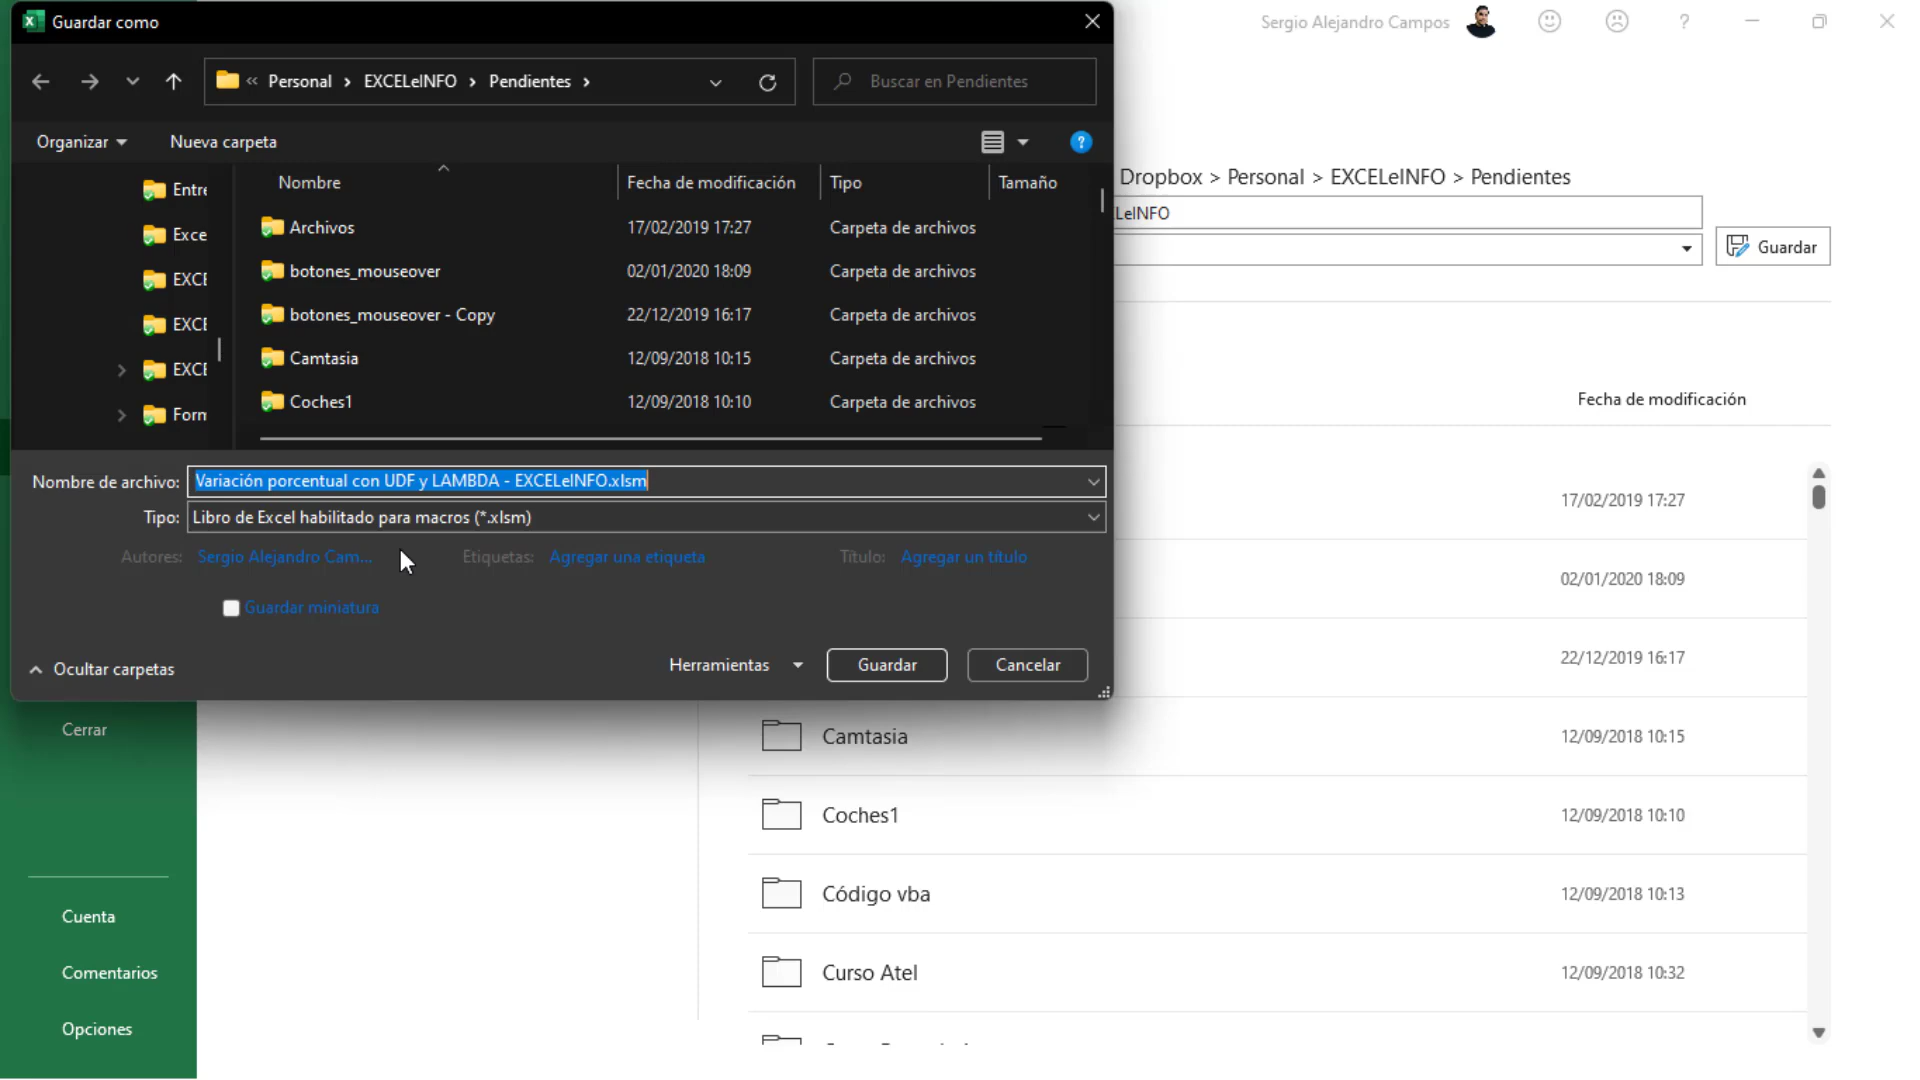 Guardar como
Sergio Alejandro Campos
?
« Personal > EXCELeINFO > Pendientes >
Buscar en Pendientes
Organizar
Nueva carpeta
?
Nombre
Fecha de modificación
Tipo
Tamaño
Entre
Exce
EXCE
EXCE
EXCE
Form
Archivos 17/02/2019 17:27 Carpeta de archivos
botones_mouseover 02/01/2020 18:09 Carpeta de archivos
botones_mouseover - Copy 22/12/2019 16:17 Carpeta de archivos
Camtasia 12/09/2018 10:15 Carpeta de archivos
Coches1 12/09/2018 10:10 Carpeta de archivos
Nombre de archivo: Variación porcentual con UDF y LAMBDA - EXCELeINFO.xlsm
Tipo: Libro de Excel habilitado para macros (*.xlsm)
Autores: Sergio Alejandro Cam...
Etiquetas: Agregar una etiqueta
Título: Agregar un título
Guardar miniatura
Ocultar carpetas
Herramientas
Guardar
Cancelar
Dropbox > Personal > EXCELeINFO > Pendientes
LeINFO
Guardar
Fecha de modificación
17/02/2019 17:27
02/01/2020 18:09
22/12/2019 16:17
Camtasia 12/09/2018 10:15
Coches1 12/09/2018 10:10
Código vba 12/09/2018 10:13
Curso Atel 12/09/2018 10:32
Cerrar
Cuenta
Comentarios
Opciones